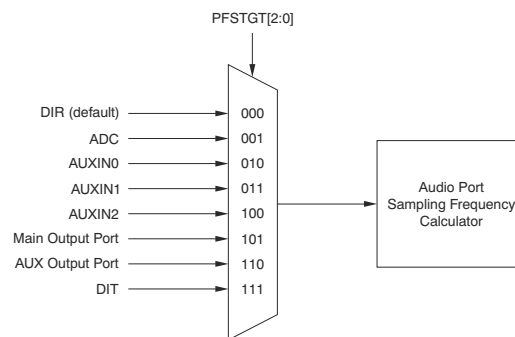 PFSTGT[2:0]
DIR (default) 000
ADC 001
AUXIN0 010
AUXIN1 011
AUXIN2 100
Main Output Port 101
AUX Output Port 110
DIT 111
Audio Port
Sampling Frequency
Calculator